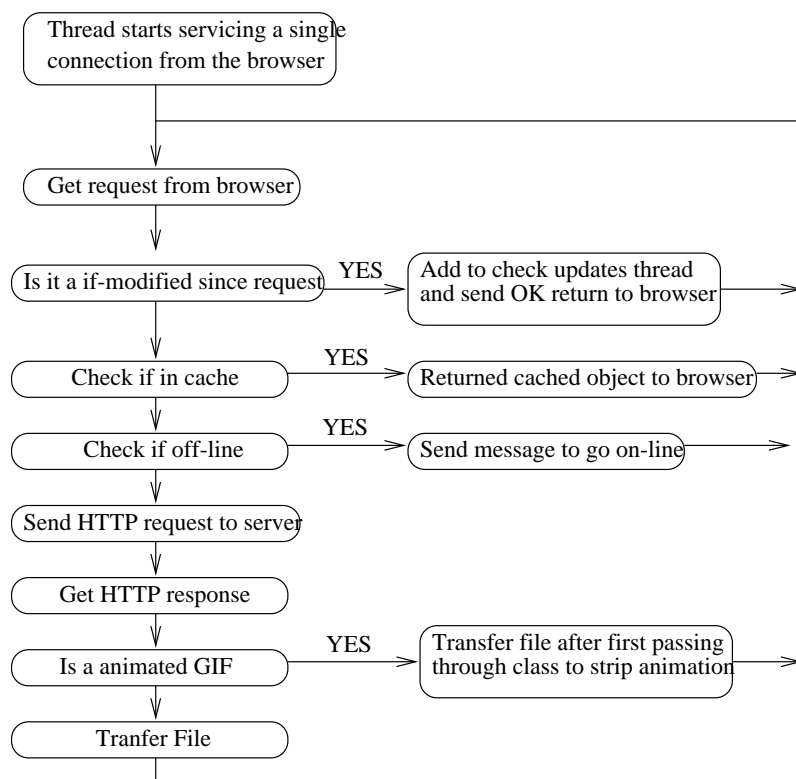 Thread starts servicing a single
connection from the browser
Get request from browser
Is it a if-modified since request
YES
Add to check updates thread
and send OK return to browser
Check if in cache
YES
Returned cached object to browser
Check if off-line
YES
Send message to go on-line
Send HTTP request to server
Get HTTP response
Is a animated GIF
YES
Transfer file after first passing
through class to strip animation
Tranfer File